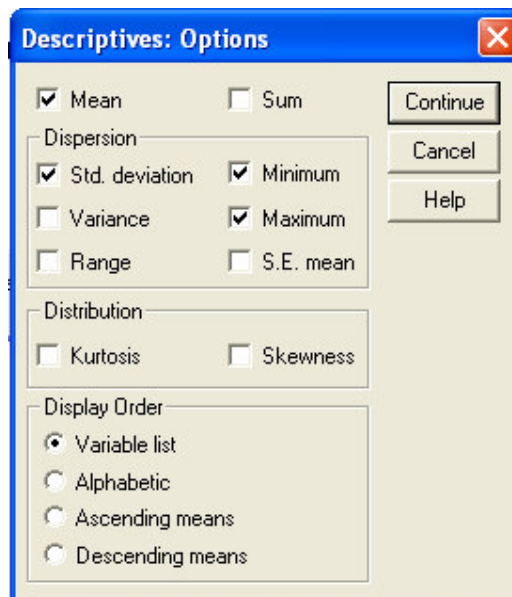 Descriptives: Options
Mean Sum Continue
Dispersion Cancel
Std. deviation Minimum Help
Variance Maximum
Range S.E. mean
Distribution
Kurtosis Skewness
Display Order
Variable list
Alphabetic
Ascending means
Descending means